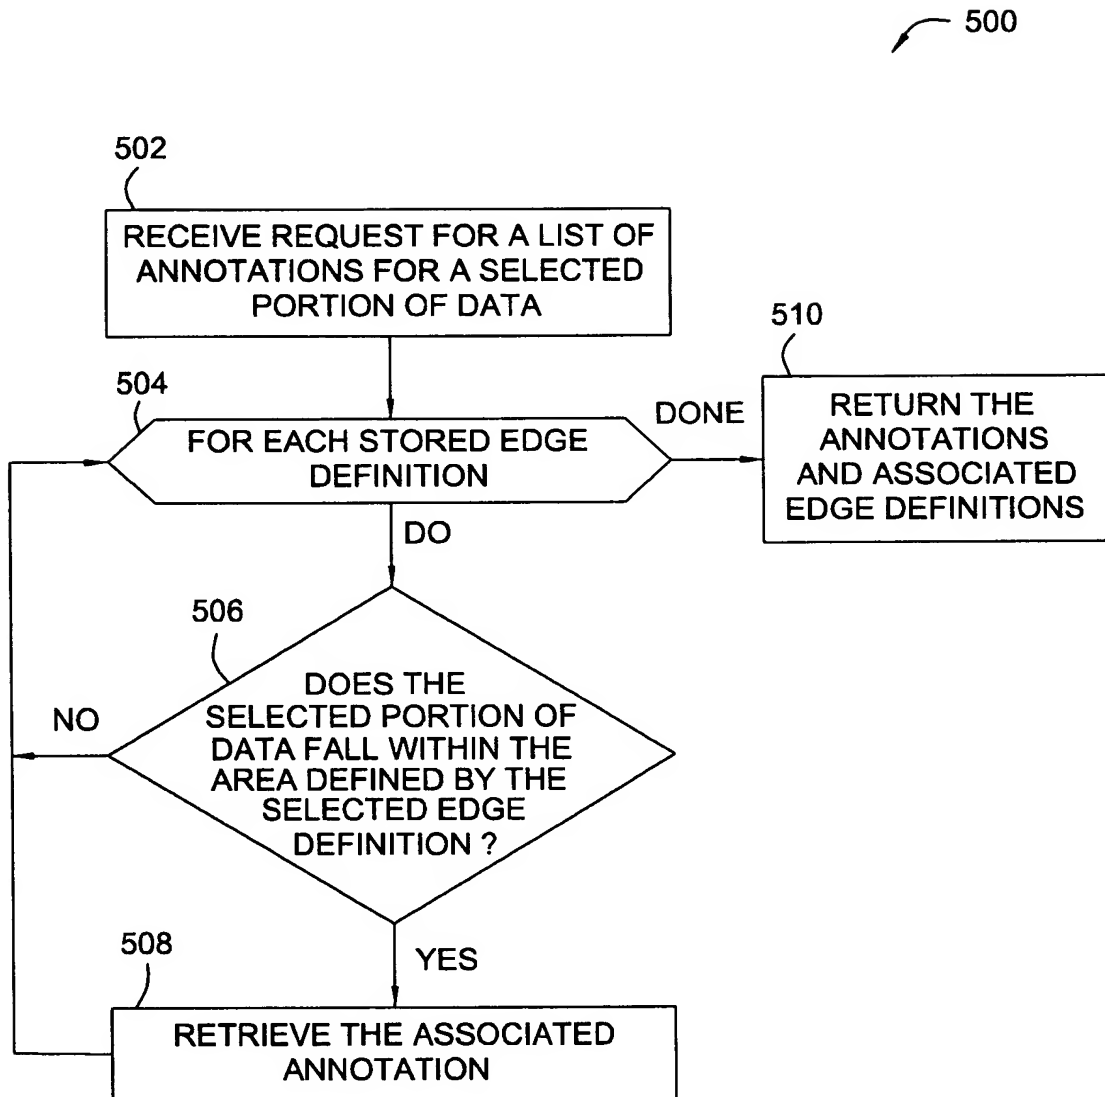 500
502
RECEIVE REQUEST FOR A LIST OF
ANNOTATIONS FOR A SELECTED
PORTION OF DATA
510
504
DONE
RETURN THE
ANNOTATIONS
AND ASSOCIATED
EDGE DEFINITIONS
FOR EACH STORED EDGE
DEFINITION
DO
506
DOES THE
SELECTED PORTION OF
DATA FALL WITHIN THE
AREA DEFINED BY THE
SELECTED EDGE
DEFINITION ?
NO
YES
508
RETRIEVE THE ASSOCIATED
ANNOTATION